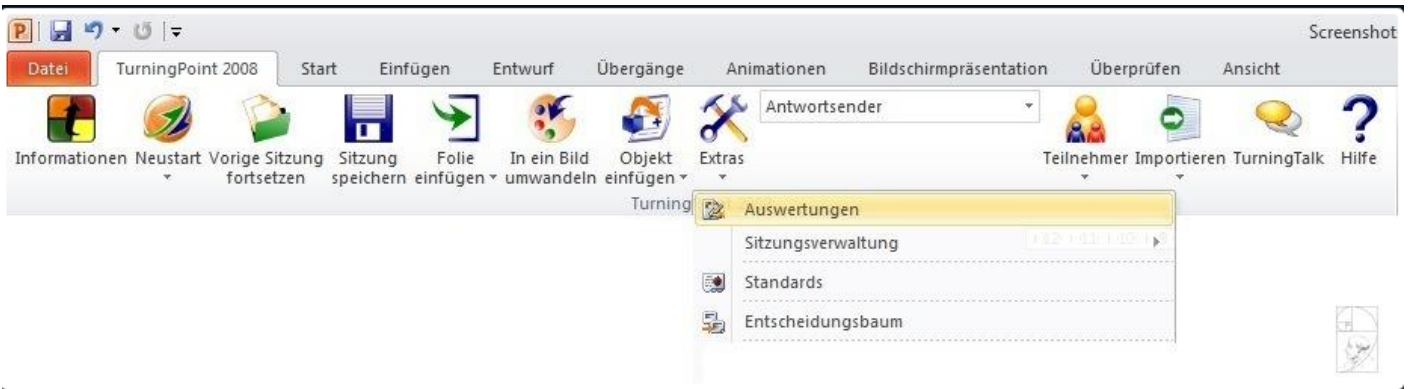 Screenshot
Datei TurningPoint 2008 Start Einfügen Entwurf Übergänge Animationen Bildschirmpräsentation Überprüfen Ansicht
Antwortsender
Informationen Neustart Vorige Sitzung Sitzung Folie In ein Bild Objekt Extras Teilnehmer Importieren TurningTalk Hilfe
fortsetzen speichern einfügen umwandeln einfügen
Turning
Auswertungen
Sitzungsverwaltung
Standards
Entscheidungsbaum